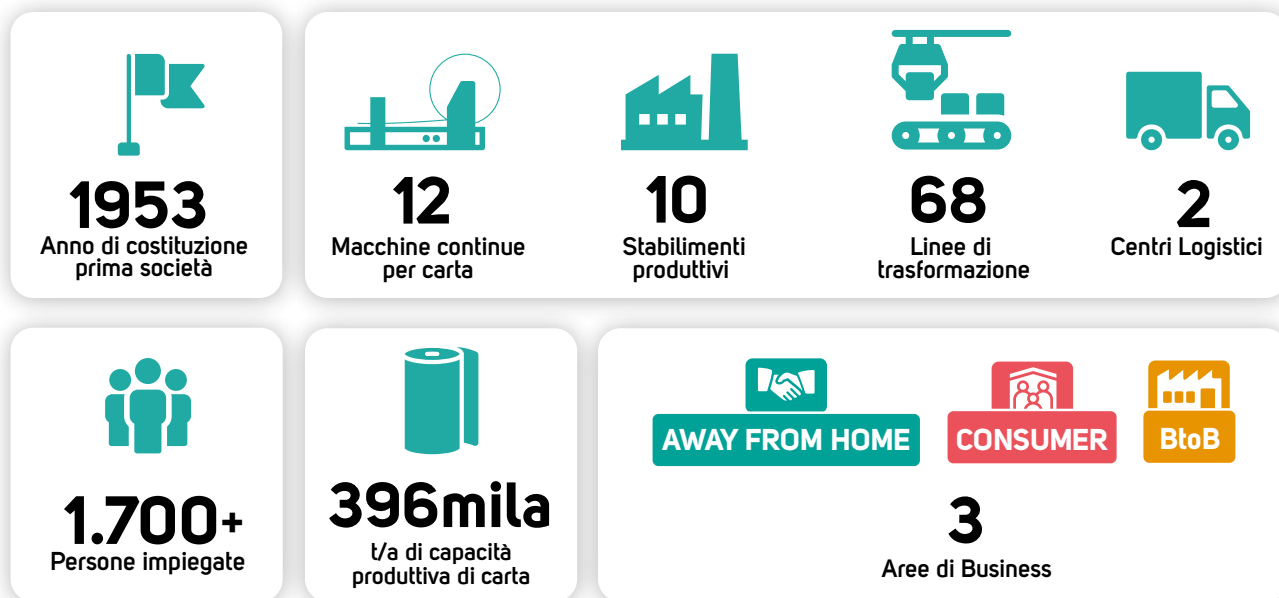 1953
Anno di costituzione
prima società
12
Macchine continue
per carta
10
Stabilimenti
produttivi
68
Linee di
trasformazione
2
Centri Logistici
1.700+
Persone impiegate
396mila
t/a di capacità
produttiva di carta
AWAY FROM HOME
CONSUMER
BtoB
3
Aree di Business